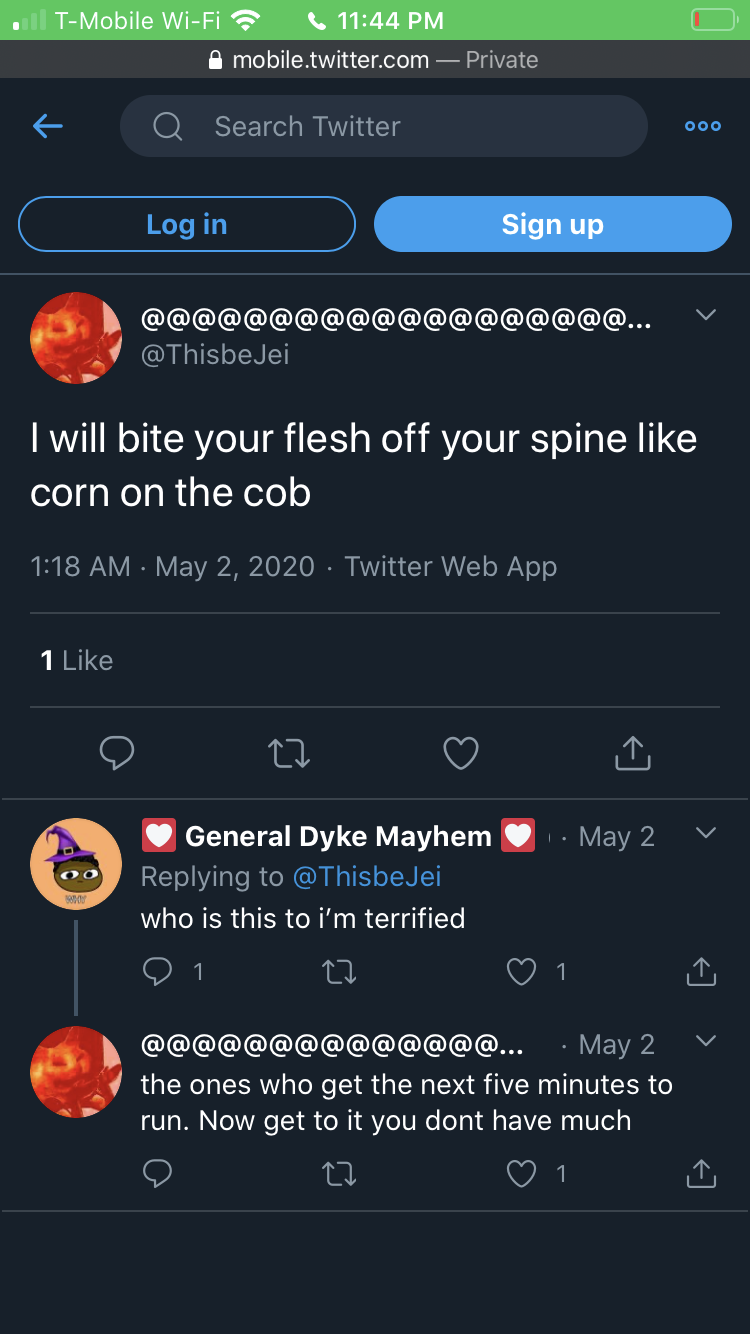 T-Mobile Wi-Fi 11:44 PM
mobile.twitter.com — Private
Search Twitter
Log in
Sign up
@@@@@@@@@@@@@@@@@@@...
@ThisbeJei
I will bite your flesh off your spine like
corn on the cob
1:18 AM · May 2, 2020 · Twitter Web App
1 Like
General Dyke Mayhem · May 2
Replying to @ThisbeJei
who is this to i’m terrified
1 1
@@@@@@@@@@@@@@... · May 2
the ones who get the next five minutes to
run. Now get to it you dont have much
1
WHY